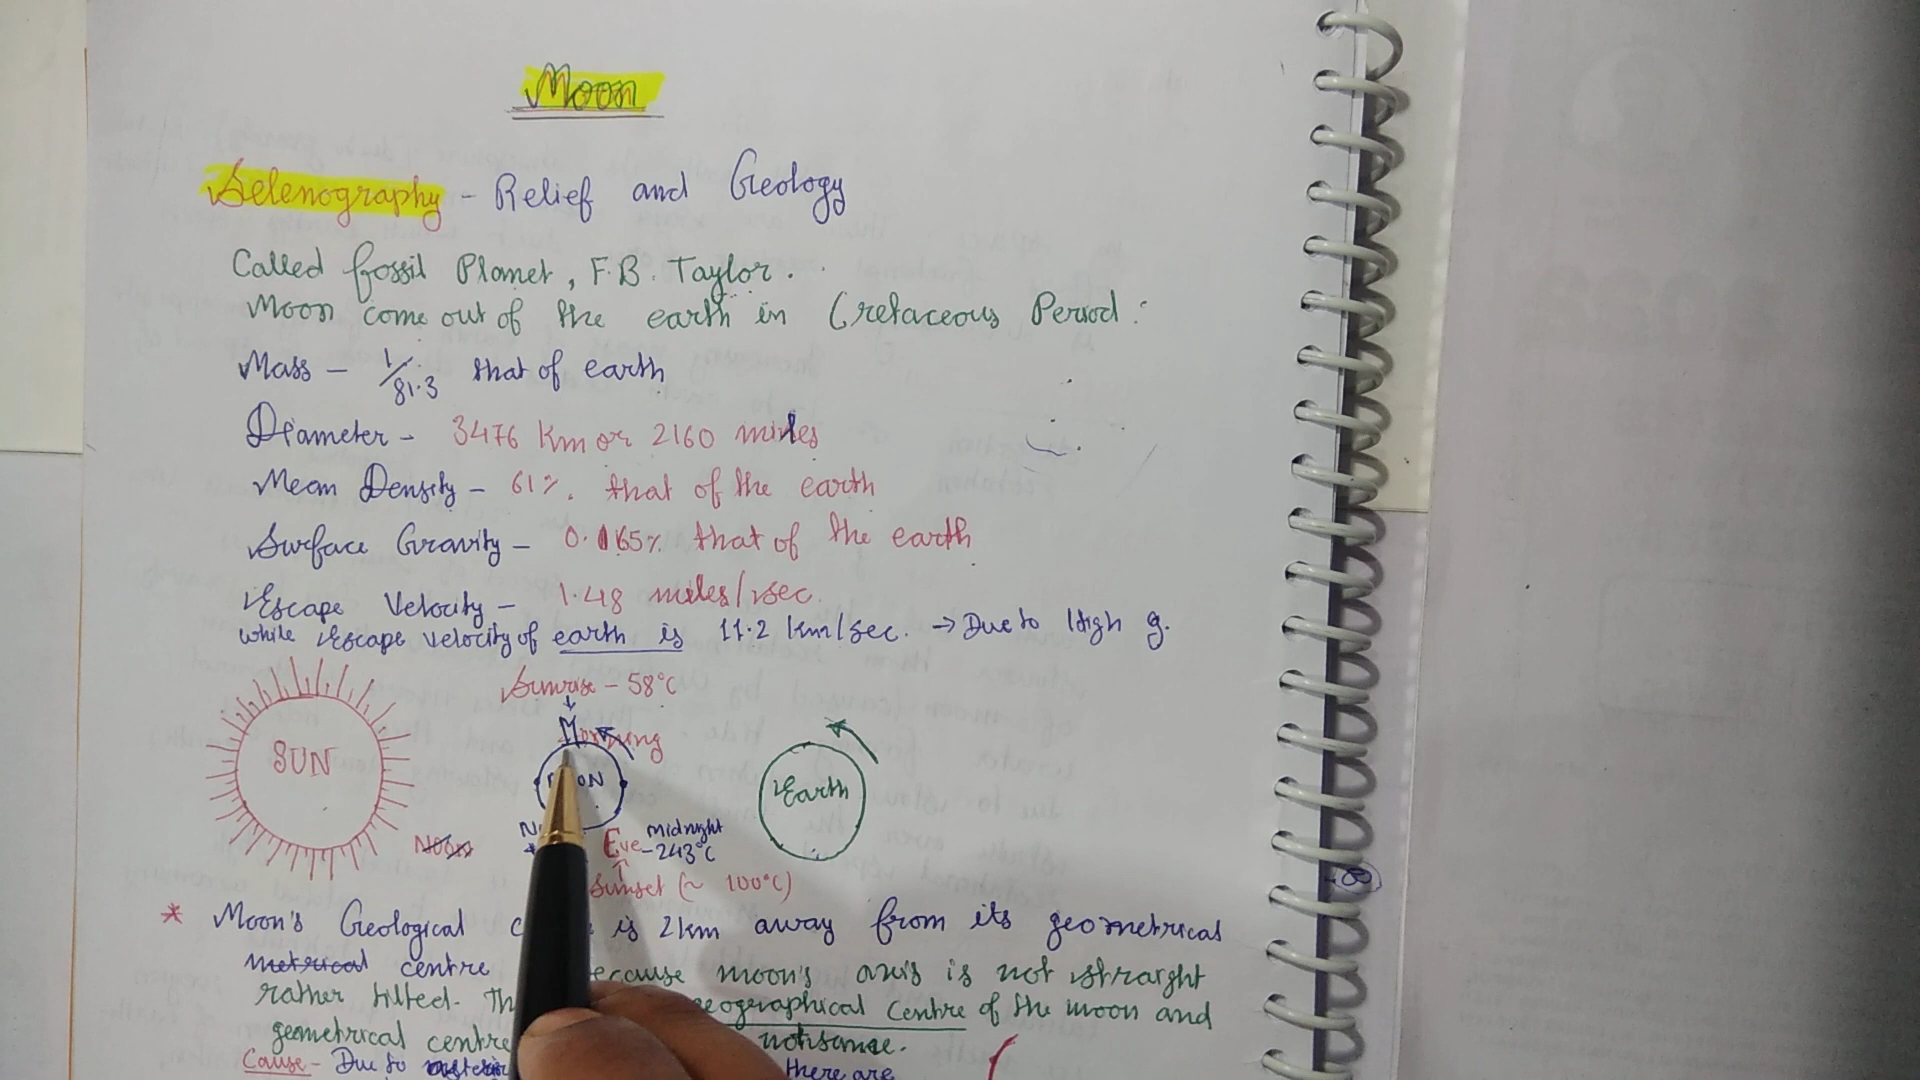 Moon
Selenography - Relief and Geology
Called fossil Planet, F.B. Taylor.
Moon come out of the earth in Cretaceous Period.
Mass - 1/81.3 that of earth
Diameter - 3476 Km or 2160 miles
Mean Density - 61% that of the earth
Surface Gravity - 0.165% that of the earth
Escape Velocity - 1.48 miles/sec.
while escape velocity of earth is 11.2 km/sec. → Due to high g.
Sunrise - 58°C
Morning
SUN
Earth
Noon
Eve
midnight
-243°C
Sunset (~ 100°C)
* Moon's Geological is 2km away from its geometrical
metrical centre because moon's axis is not straight
rather tilted. geographical centre of the moon and
geometrical centre not same.
Cause - Due to there are